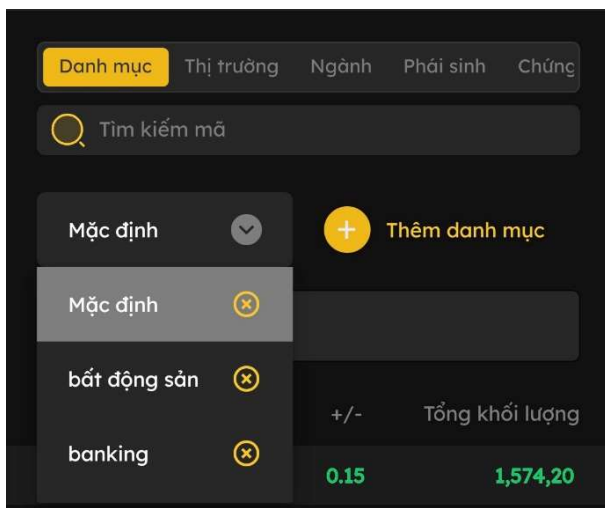 Danh mục Thị trường Ngành Phái sinh Chứng
Tìm kiếm mã
Mặc định Thêm danh mục
Mặc định
bất động sản
+/- Tổng khối lượng
banking
0.15 1,574,20